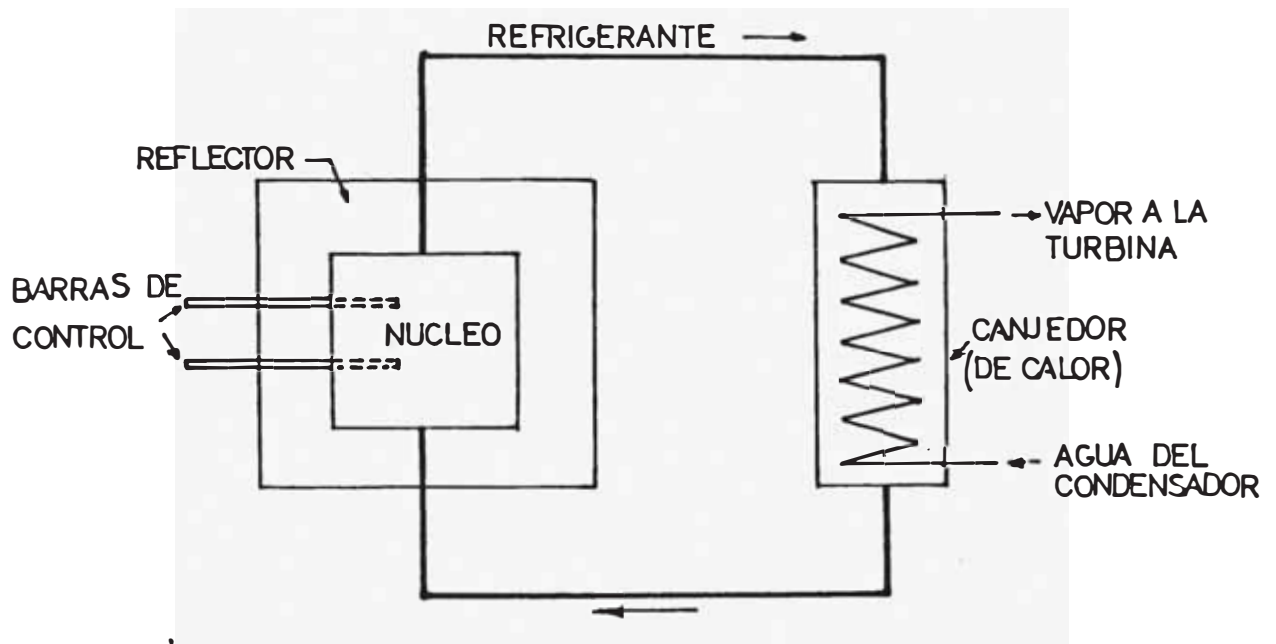 REFRIGERANTE
REFLECTOR
BARRAS DE
CONTROL
NUCLEO
VAPOR A LA
TURBINA
CANJEDOR
(DE CALOR)
AGUA DEL
CONDENSADOR